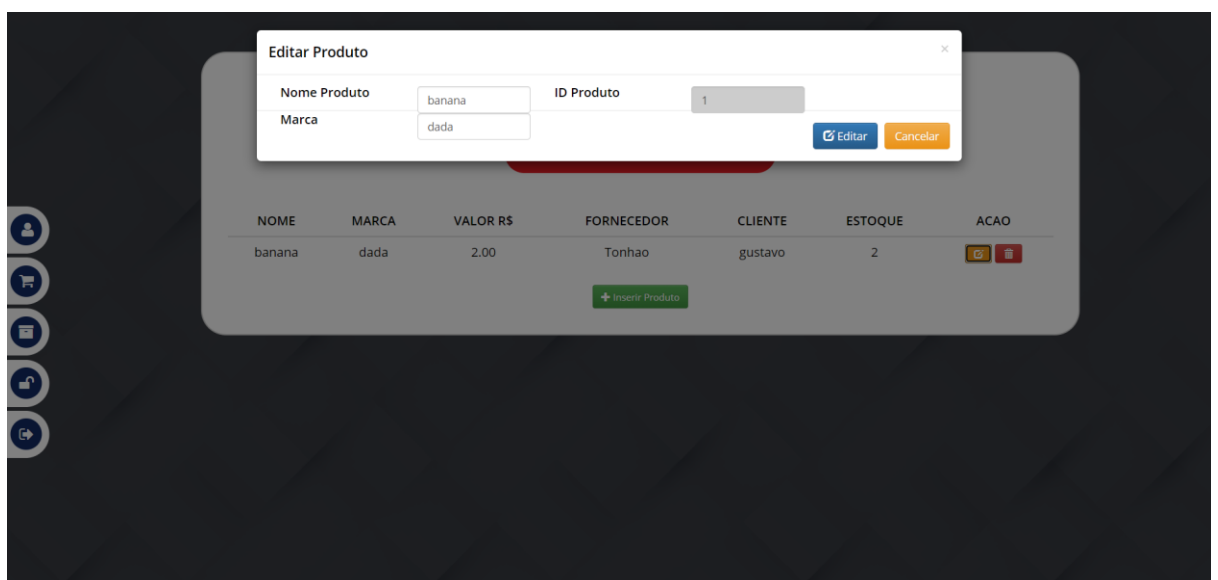 Editar Produto ×
Nome Produto banana ID Produto 1
Marca dada
Editar Cancelar
NOME MARCA VALOR R$ FORNECEDOR CLIENTE ESTOQUE ACAO
banana dada 2.00 Tonhao gustavo 2
Inserir Produto